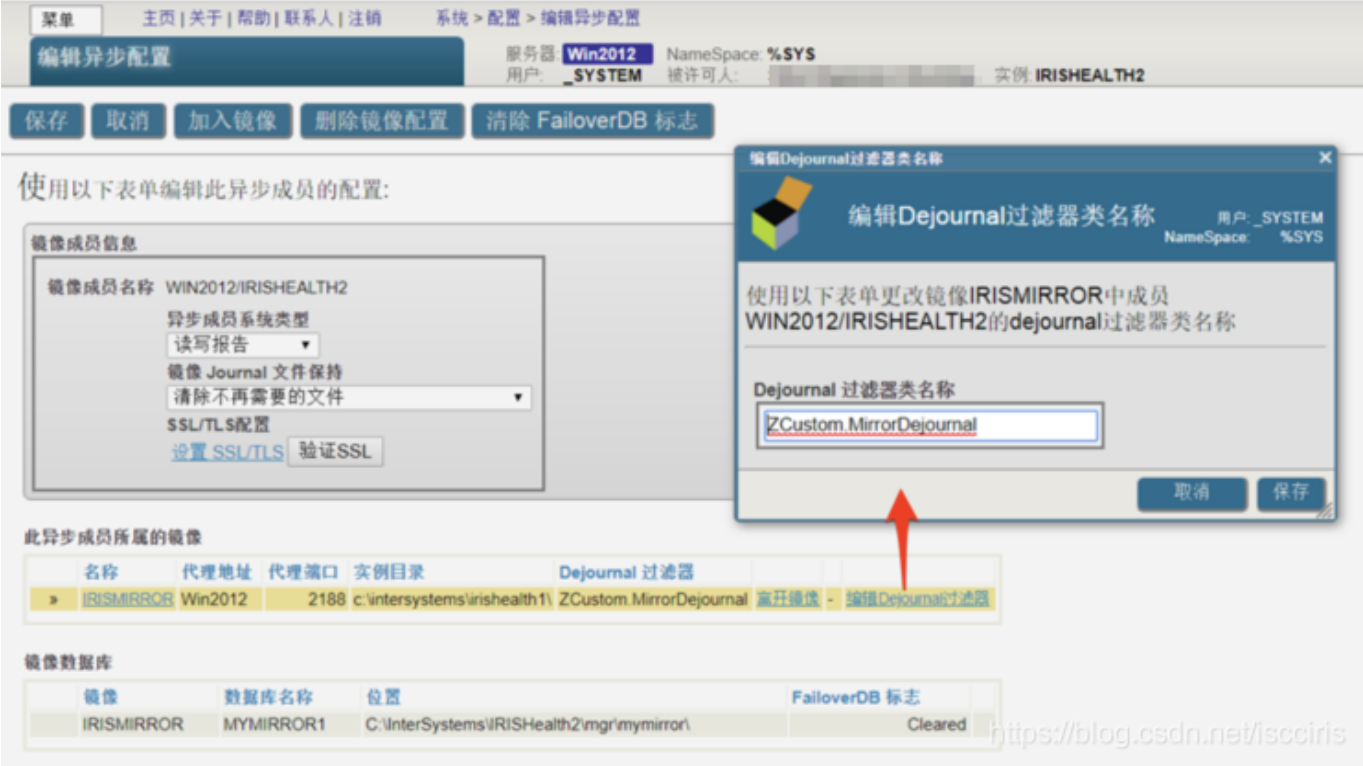 菜单 主页 | 关于 | 帮助 | 联系人 | 注销 系统 > 配置 > 编辑异步配置
编辑异步配置
服务器: Win2012 NameSpace: %SYS
用户: _SYSTEM 被许可人: 实例: IRISHEALTH2
保存 取消 加入镜像 删除镜像配置 清除 FailoverDB 标志
使用以下表单编辑此异步成员的配置:
镜像成员信息
镜像成员名称 WIN2012/IRISHEALTH2
异步成员系统类型
读写报告
镜像 Journal 文件保持
清除不再需要的文件
SSL/TLS配置
设置 SSL/TLS 验证SSL
编辑Dejournal过滤器类名称
编辑Dejournal过滤器类名称
用户: _SYSTEM
NameSpace: %SYS
使用以下表单更改镜像IRISMIRROR中成员
WIN2012/IRISHEALTH2的dejournal过滤器类名称
Dejournal 过滤器类名称
ZCustom.MirrorDejournal
取消 保存
此异步成员所属的镜像
名称 代理地址 代理端口 实例目录 Dejournal 过滤器
» IRISMIRROR Win2012 2188 c:\intersystems\irishealth1\ ZCustom.MirrorDejournal 离开镜像 - 编辑Dejournal过滤器
镜像数据库
镜像 数据库名称 位置 FailoverDB 标志
IRISMIRROR MYMIRROR1 C:\InterSystems\IRISHealth2\mgr\mymirror\ Cleared
https://blog.csdn.net/iscciris